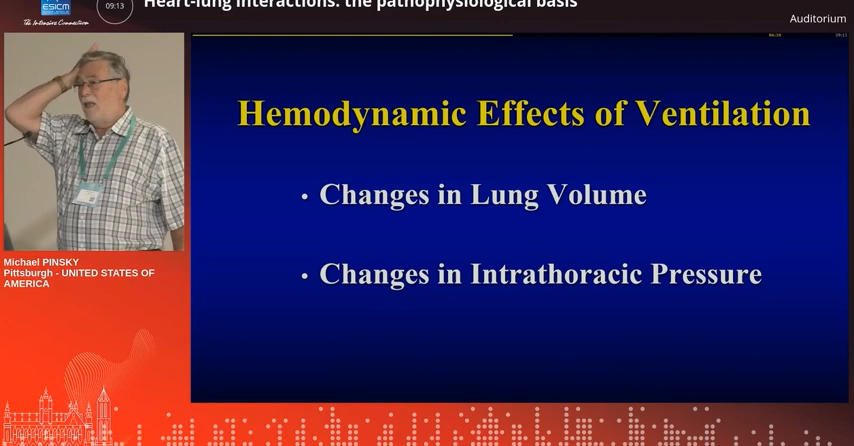 ESICM
The Intensive Connection
09:13
Heart-lung interactions: the pathophysiological basis
Auditorium
Hemodynamic Effects of Ventilation
• Changes in Lung Volume
• Changes in Intrathoracic Pressure
Michael PINSKY
Pittsburgh - UNITED STATES OF
AMERICA